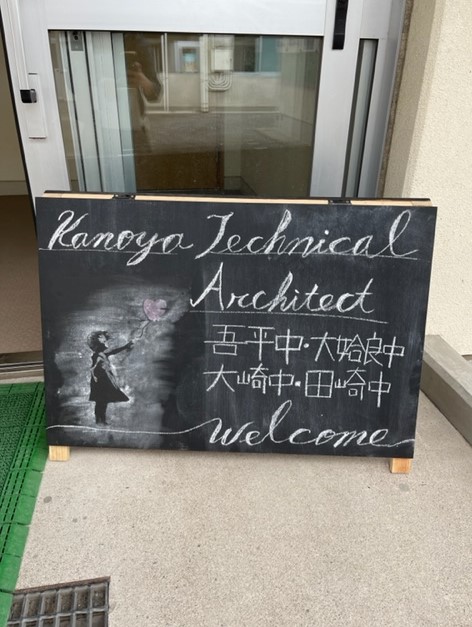 Kanoya Technical
Architect
吾平中・大姶良中
大崎中・田崎中
Welcome